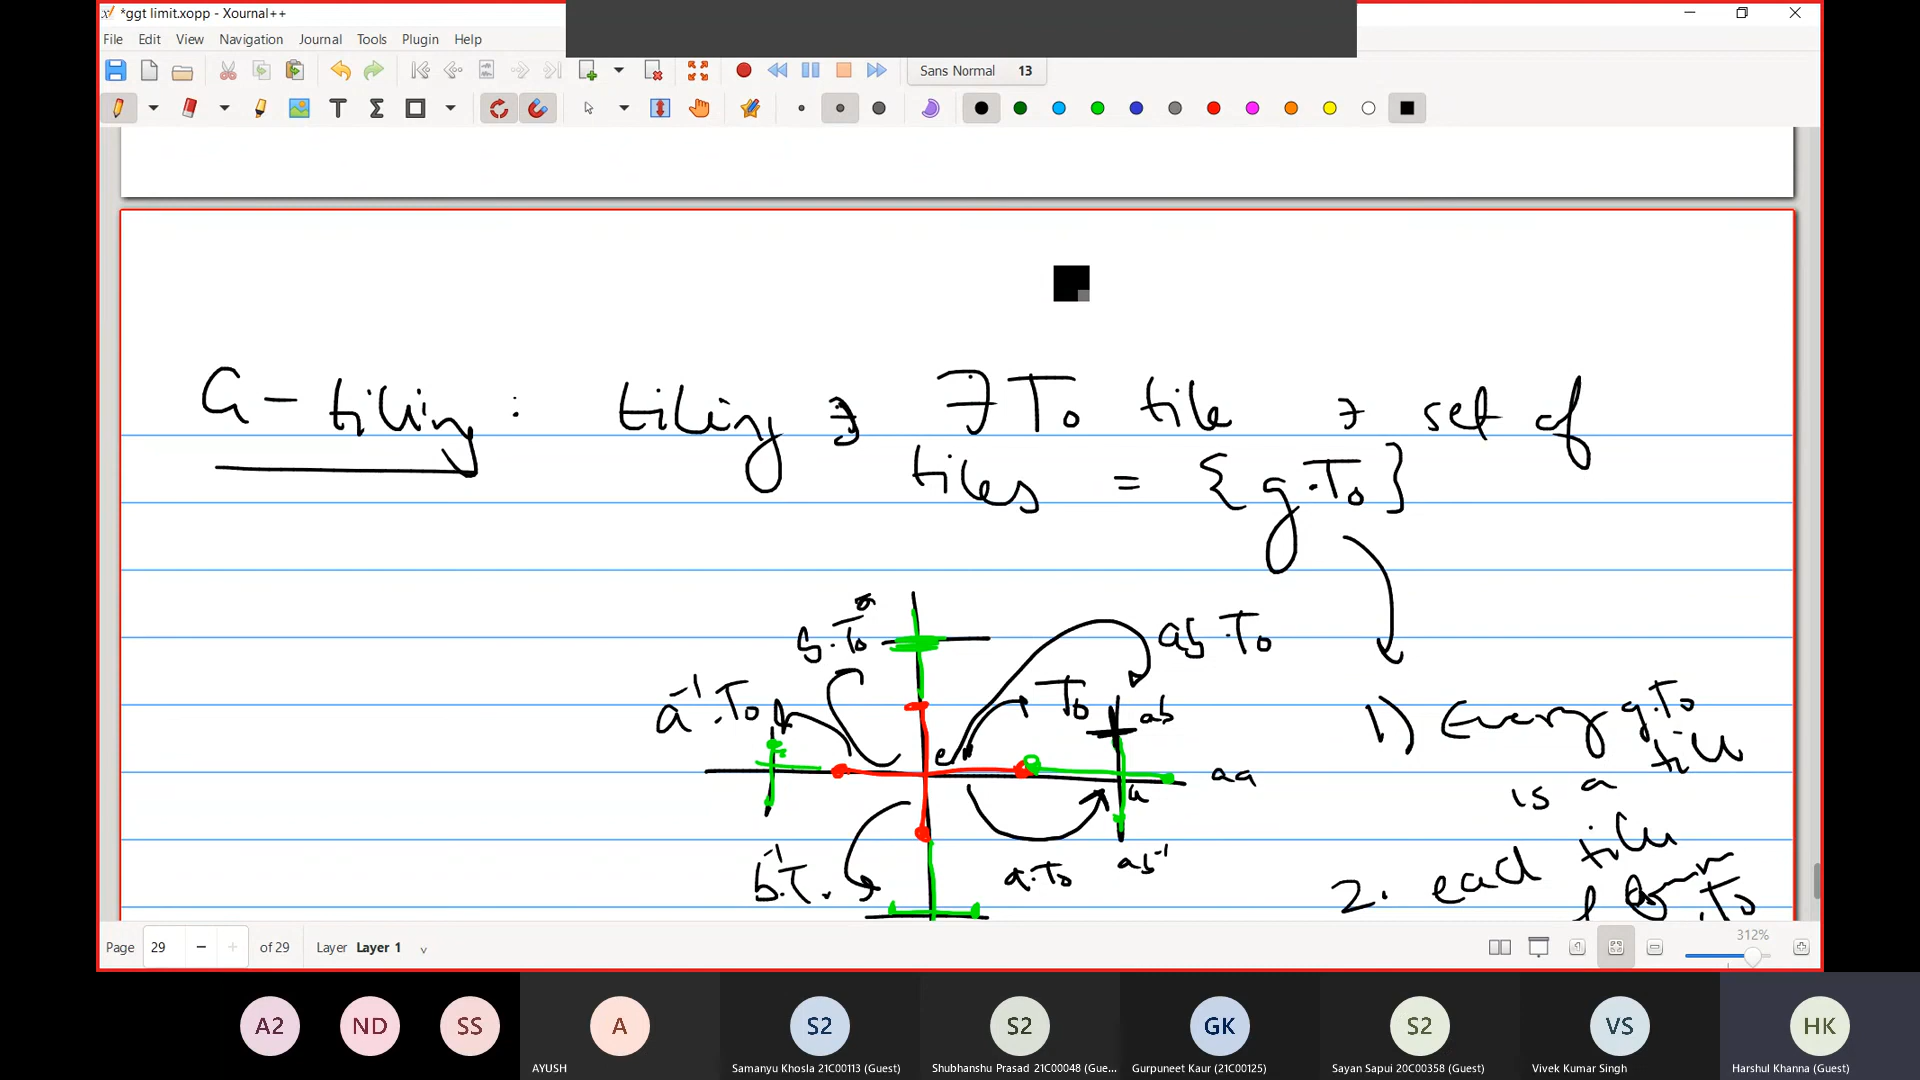 *ggt limit.xopp - Xournal++
File Edit View Navigation Journal Tools Plugin Help
Sans Normal 13
G - tiling : tiling ∋ ∃ T₀ tile ∋ set of
tiles = { g.T₀ }
b.T₀
ab.T₀
a⁻¹.T₀
T₀
ab
e
aa
a
b⁻¹.T₀
a.T₀
ab⁻¹
1) Every g.T₀
is a tile
2. each tile
.T₀
Page 29 of 29 Layer Layer 1
312%
A2 ND SS A S2 S2 GK S2 VS HK
AYUSH
Samanyu Khosla 21C00113 (Guest)
Shubhanshu Prasad 21C00048 (Gue...
Gurpuneet Kaur (21C00125)
Sayan Sapui 20C00358 (Guest)
Vivek Kumar Singh
Harshul Khanna (Guest)